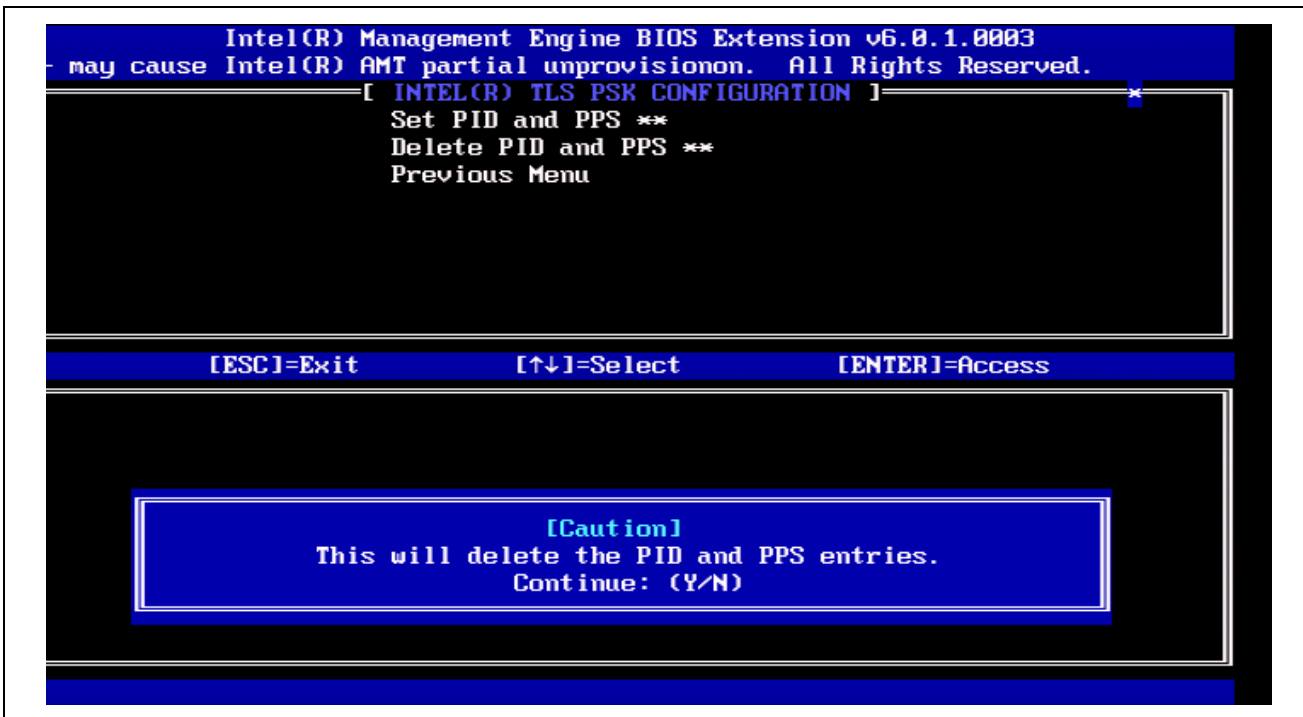 Intel(R) Management Engine BIOS Extension v6.0.1.0003
- may cause Intel(R) AMT partial unprovisionon. All Rights Reserved.
[ INTEL(R) TLS PSK CONFIGURATION ] *
Set PID and PPS **
Delete PID and PPS **
Previous Menu
[ESC]=Exit [↑↓]=Select [ENTER]=Access
[Caution]
This will delete the PID and PPS entries.
Continue: (Y/N)